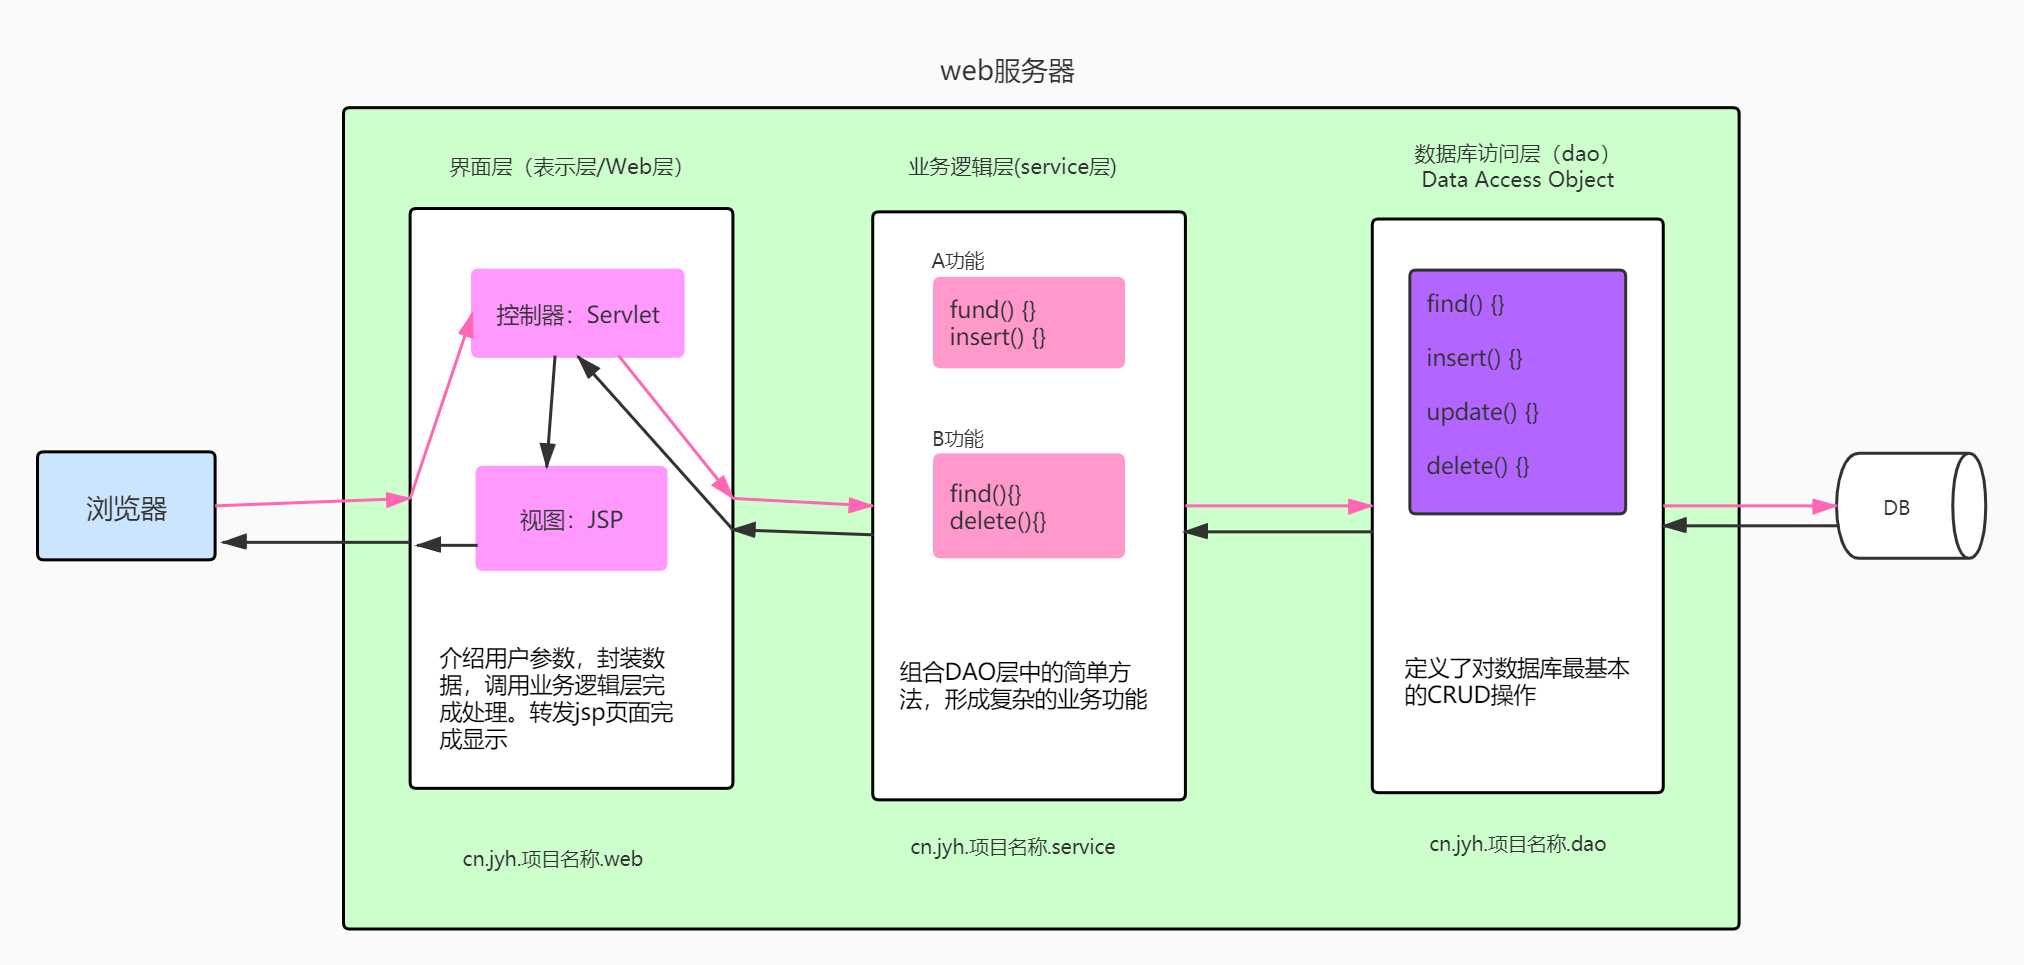 web服务器
界面层（表示层/Web层）
业务逻辑层(service层)
数据库访问层（dao）
Data Access Object
控制器：Servlet
视图：JSP
介绍用户参数，封装数
据，调用业务逻辑层完
成处理。转发jsp页面完
成显示
A功能
fund() {}
insert() {}
B功能
find(){}
delete(){}
组合DAO层中的简单方
法，形成复杂的业务功能
find() {}
insert() {}
update() {}
delete() {}
定义了对数据库最基本
的CRUD操作
浏览器
DB
cn.jyh.项目名称.web
cn.jyh.项目名称.service
cn.jyh.项目名称.dao